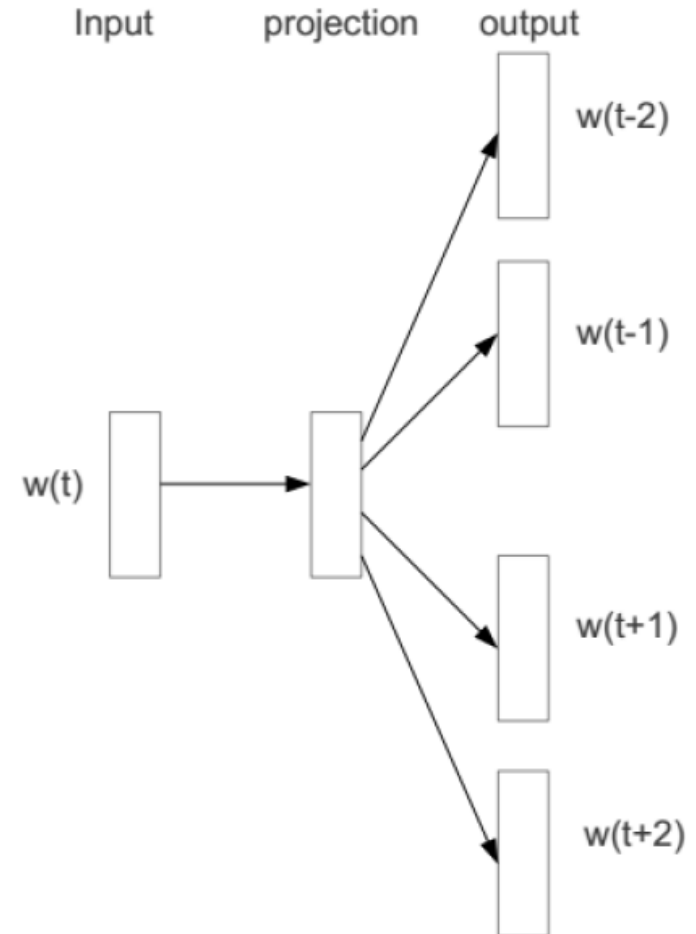 Input projection output
w(t-2)
w(t-1)
w(t)
w(t+1)
w(t+2)